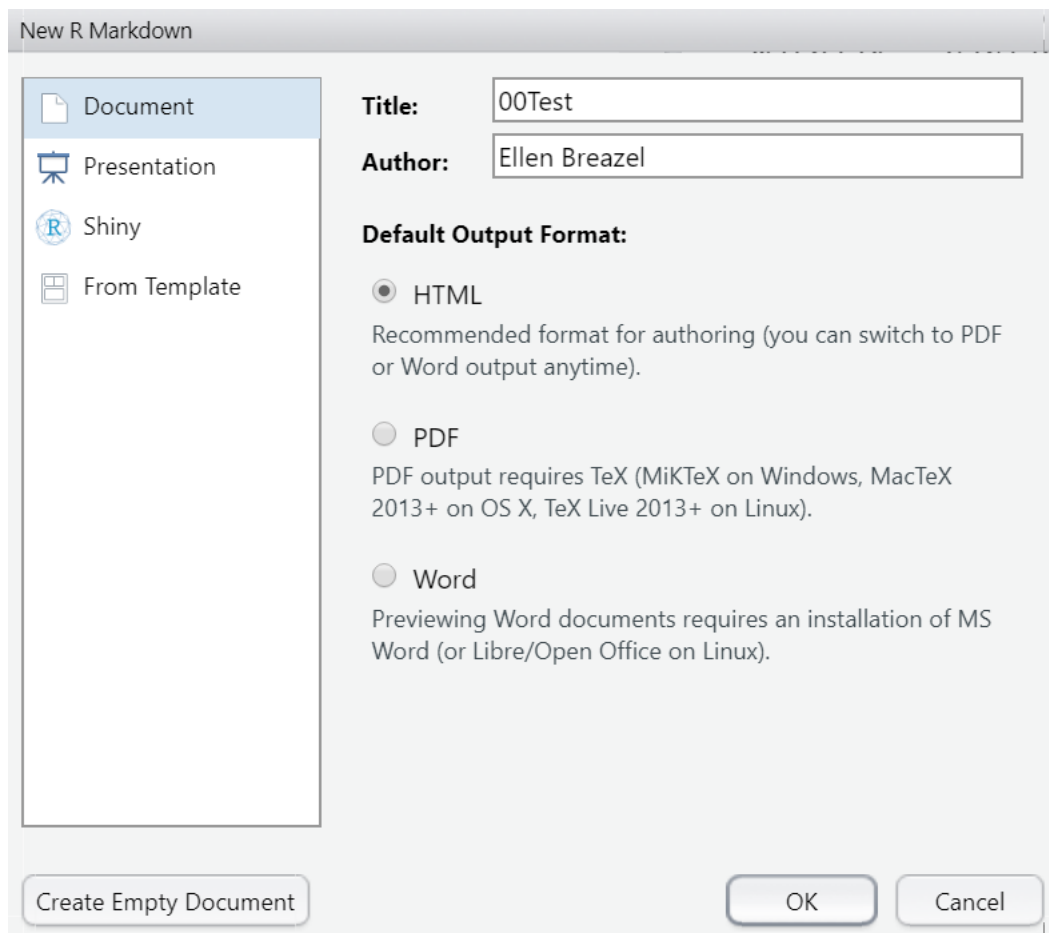 New R Markdown
Document
Presentation
R Shiny
From Template
Title: 00Test
Author: Ellen Breazel
Default Output Format:
HTML
Recommended format for authoring (you can switch to PDF
or Word output anytime).
PDF
PDF output requires TeX (MiKTeX on Windows, MacTeX
2013+ on OS X, TeX Live 2013+ on Linux).
Word
Previewing Word documents requires an installation of MS
Word (or Libre/Open Office on Linux).
Create Empty Document OK Cancel